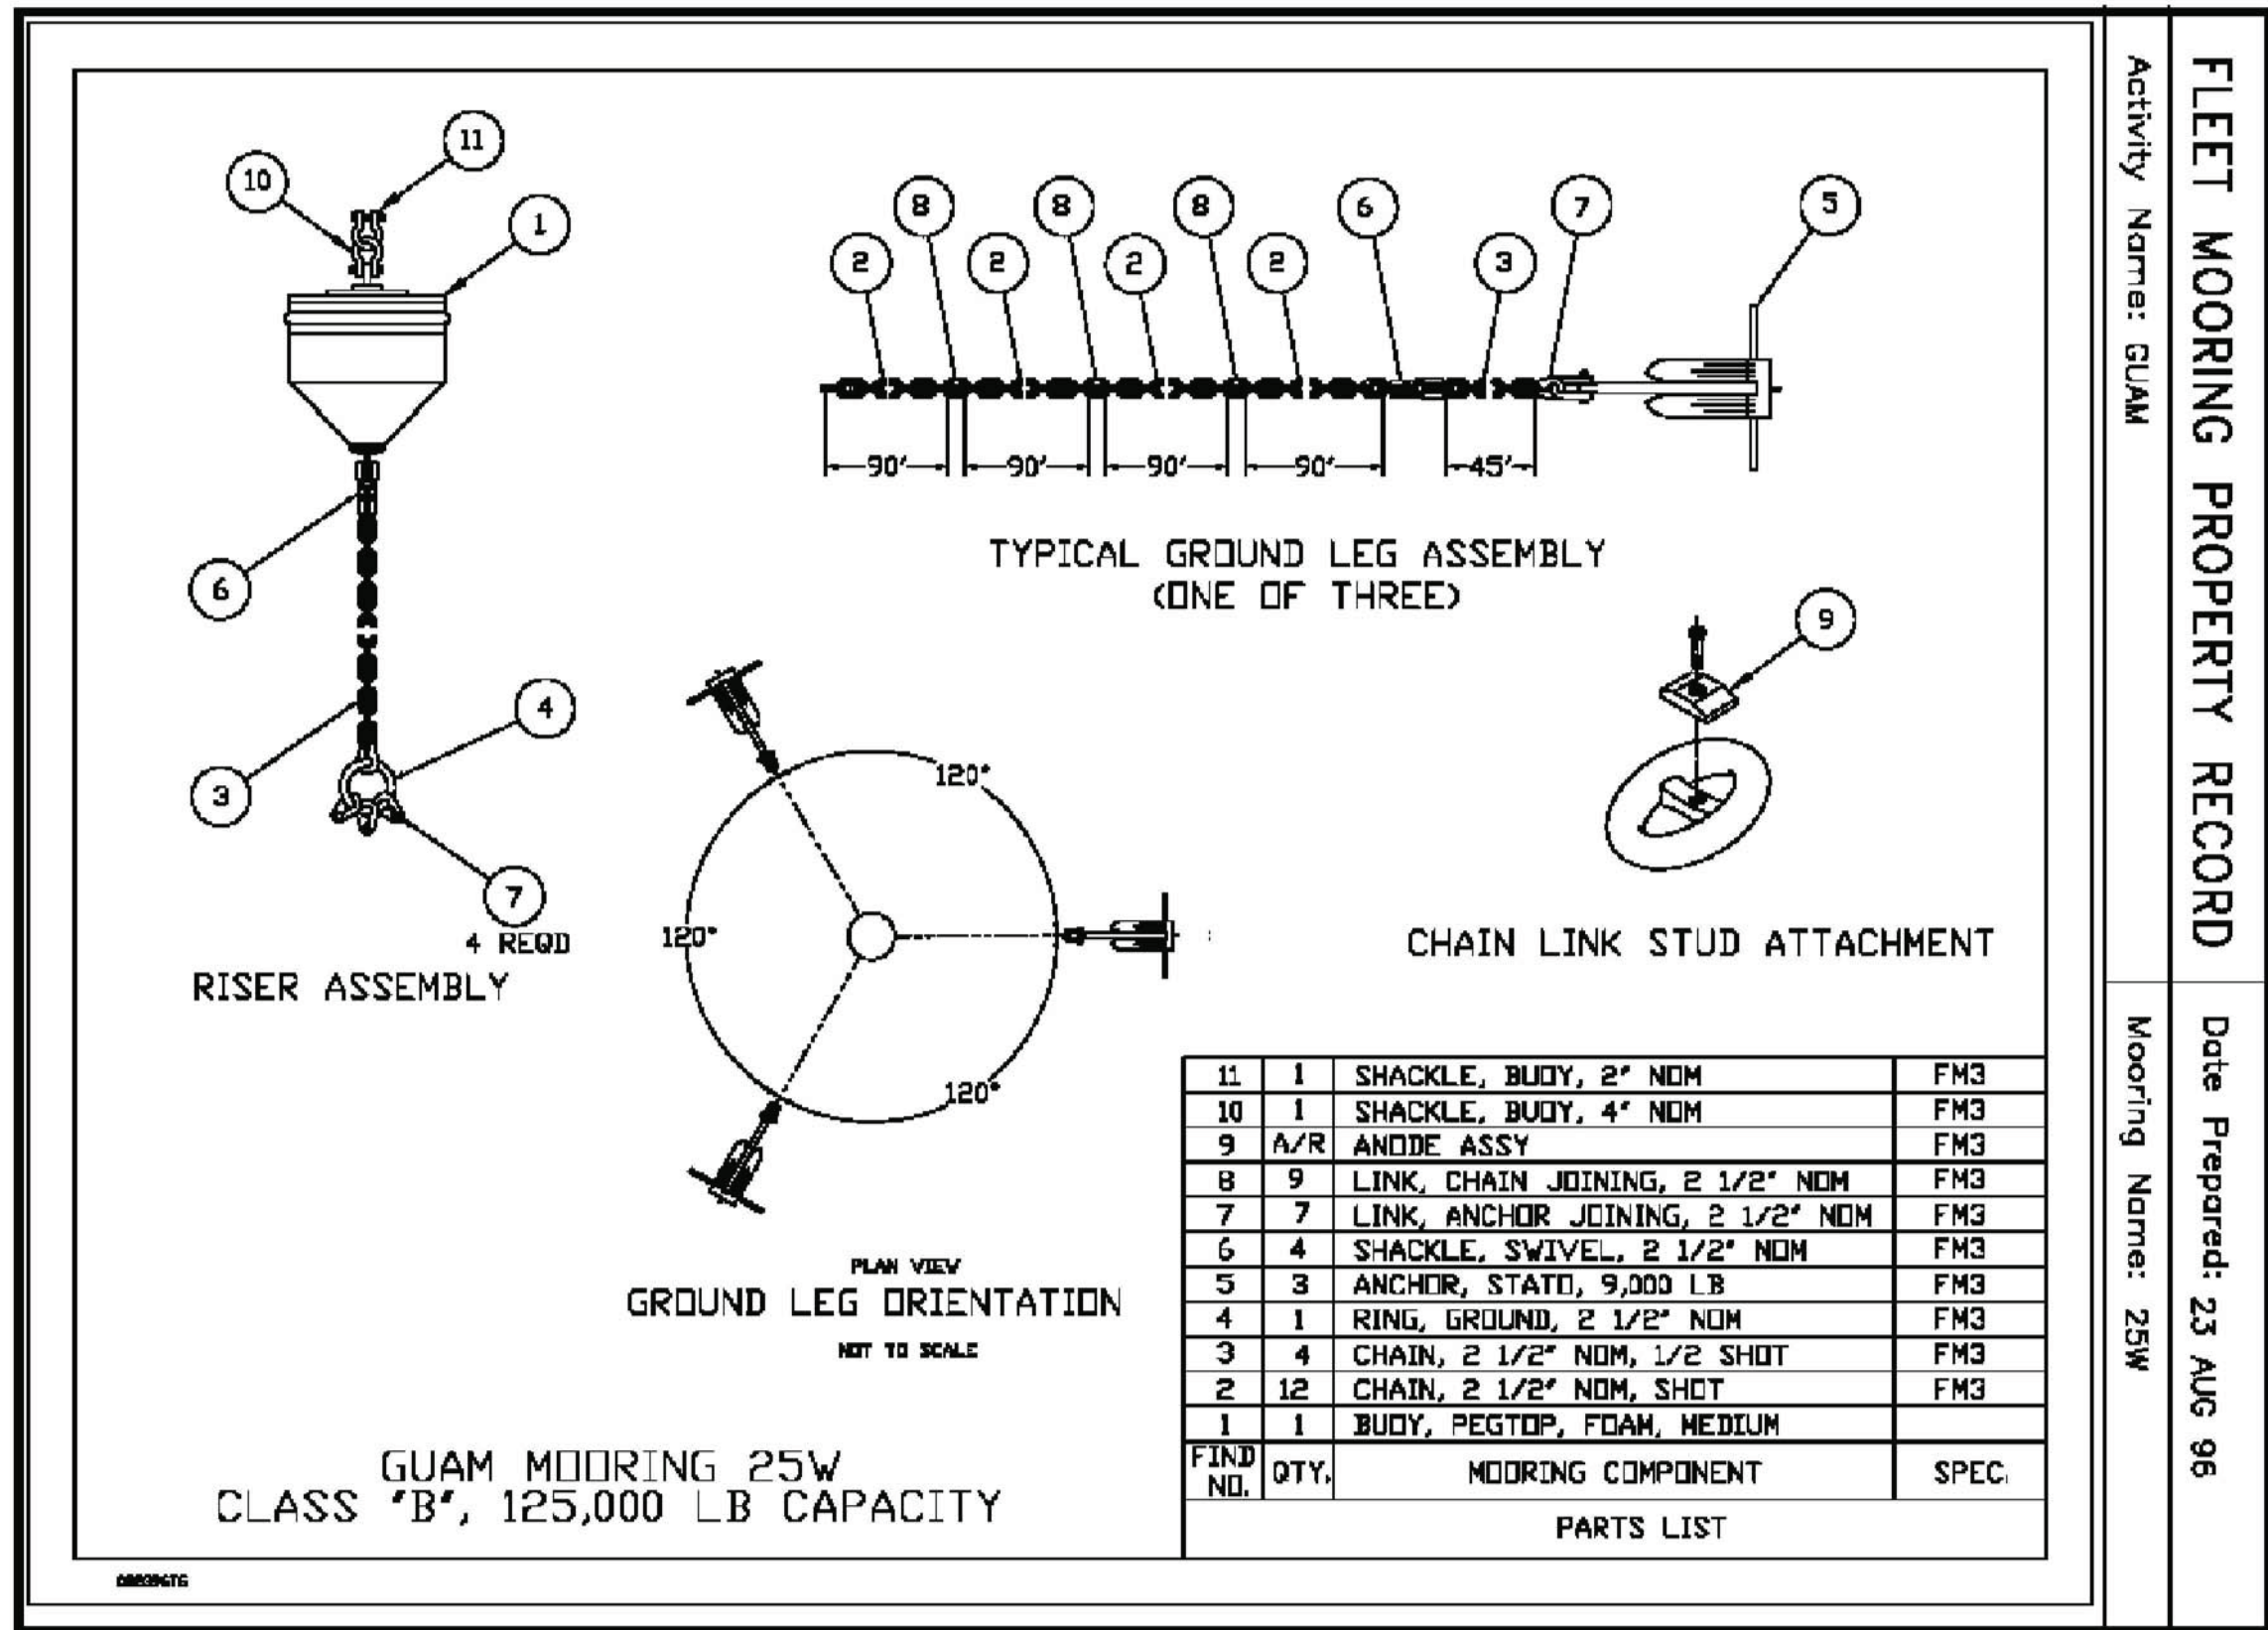 FLEET MOORING PROPERTY RECORD
Date Prepared: 23 AUG 96
Activity Name: GUAM
Mooring Name: 25W
11
10
1
6
4
3
7
4 REQD
RISER ASSEMBLY
8 8 8 6 7 5
2 2 2 2 3
90' 90' 90' 90' 45'
TYPICAL GROUND LEG ASSEMBLY
(ONE OF THREE)
9
CHAIN LINK STUD ATTACHMENT
120°
120°
120°
PLAN VIEW
GROUND LEG ORIENTATION
NOT TO SCALE
GUAM MOORING 25W
CLASS "B", 125,000 LB CAPACITY
11 1 SHACKLE, BUOY, 2" NOM FM3
10 1 SHACKLE, BUOY, 4" NOM FM3
9 A/R ANODE ASSY FM3
8 9 LINK, CHAIN JOINING, 2 1/2" NOM FM3
7 7 LINK, ANCHOR JOINING, 2 1/2" NOM FM3
6 4 SHACKLE, SWIVEL, 2 1/2" NOM FM3
5 3 ANCHOR, STATO, 9,000 LB FM3
4 1 RING, GROUND, 2 1/2" NOM FM3
3 4 CHAIN, 2 1/2" NOM, 1/2 SHOT FM3
2 12 CHAIN, 2 1/2" NOM, SHOT FM3
1 1 BUOY, PEGTOP, FOAM, MEDIUM
FIND NO. QTY. MOORING COMPONENT SPEC.
PARTS LIST